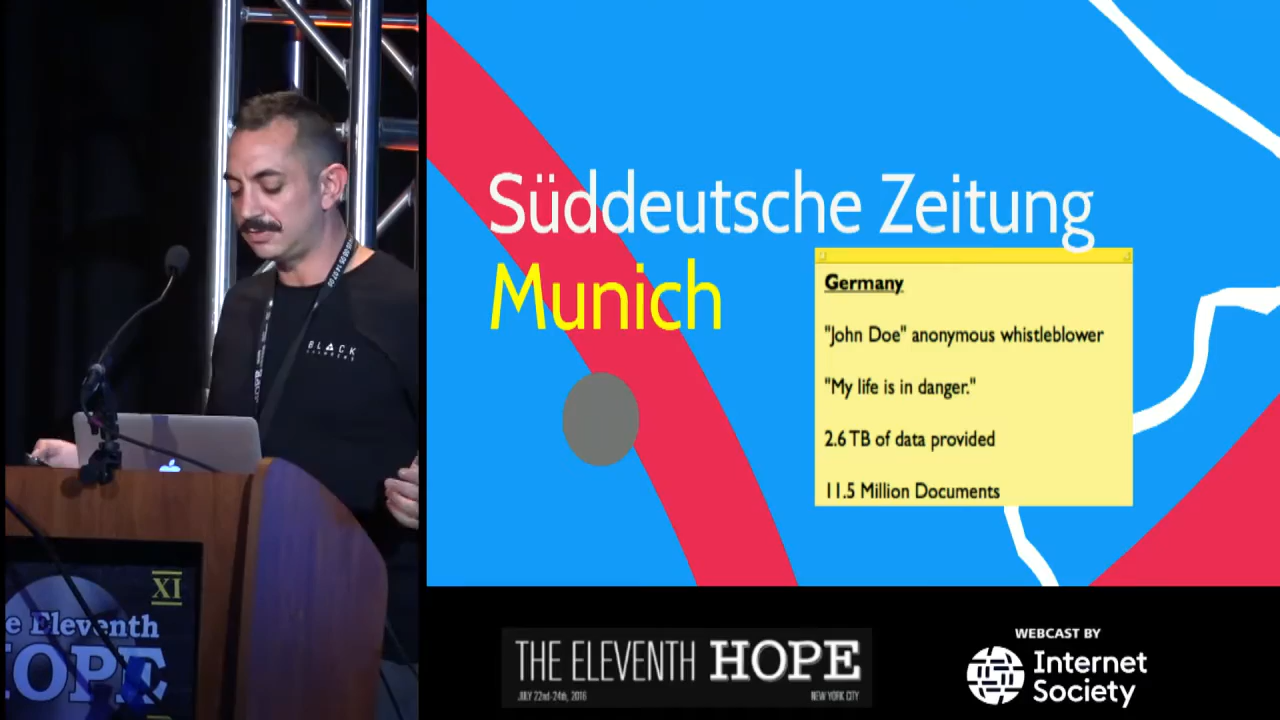 Süddeutsche Zeitung
Munich
Germany
"John Doe" anonymous whistleblower
"My life is in danger."
2.6 TB of data provided
11.5 Million Documents
BLACK
XI
e Eleventh
HOPE
THE ELEVENTH HOPE
JULY 22nd-24th, 2016 NEW YORK CITY
WEBCAST BY
Internet
Society